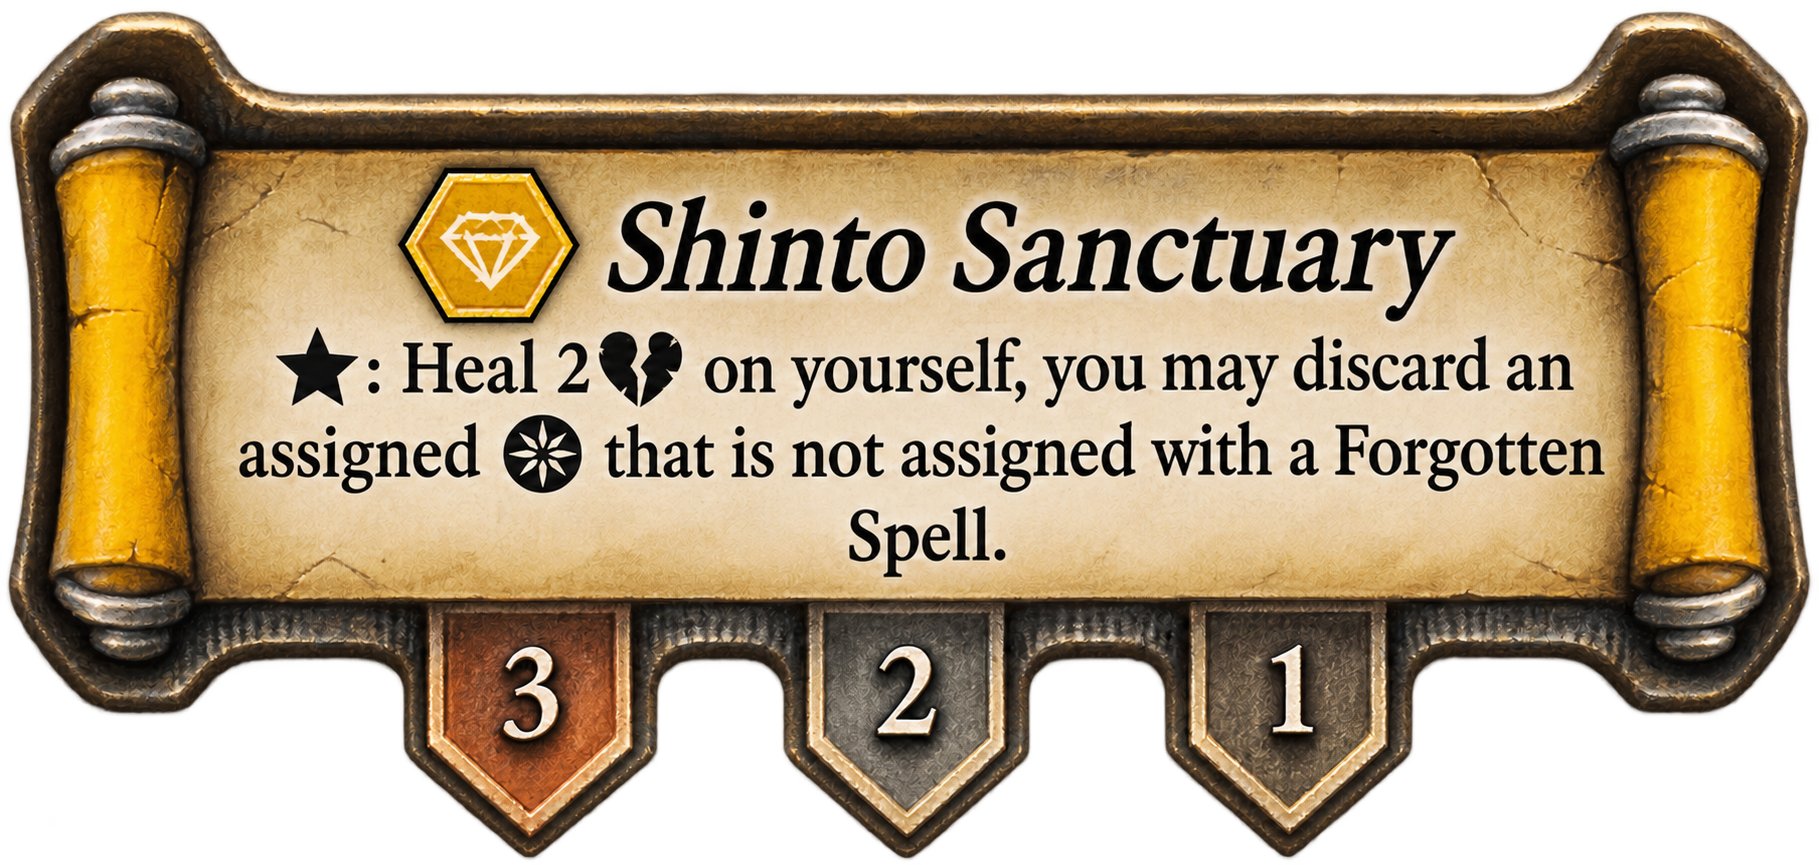 Shinto Sanctuary
★: Heal 2💔 on yourself, you may discard an
assigned that is not assigned with a Forgotten
Spell.
3 2 1